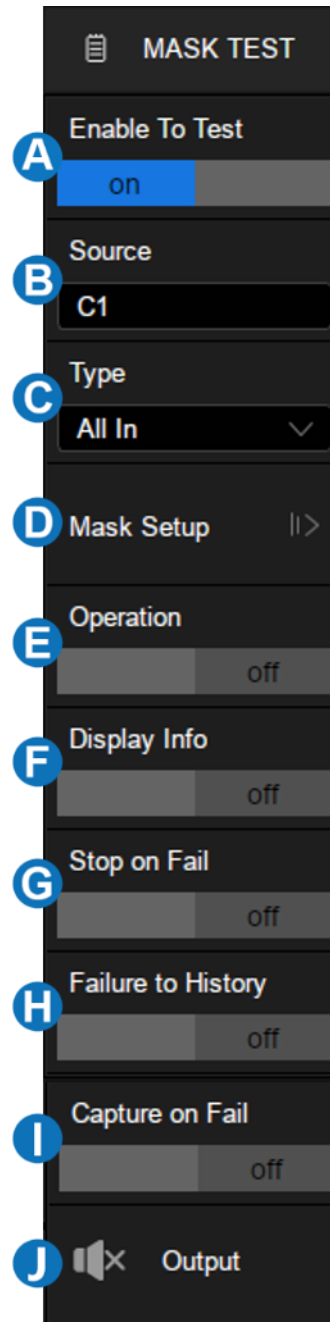 MASK TEST
A
Enable To Test
on
B
Source
C1
C
Type
All In
D
Mask Setup
E
Operation
off
F
Display Info
off
G
Stop on Fail
off
H
Failure to History
off
I
Capture on Fail
off
J
Output